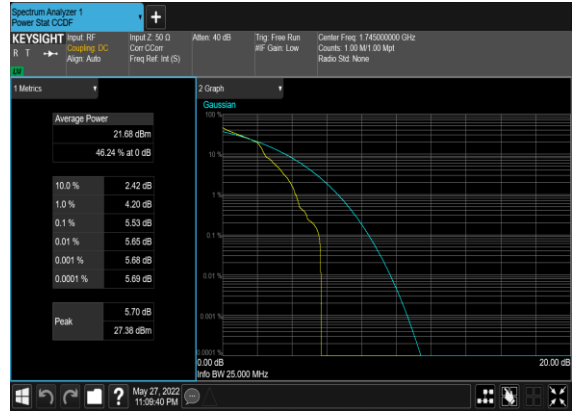 Spectrum Analyzer 1
Power Stat CCDF
+
KEYSIGHT
R T
LV
Input: RF
Coupling: DC
Align: Auto
Input Z: 50 Ω
Corr CCorr
Freq Ref: Int (S)
Atten: 40 dB
Trig: Free Run
#IF Gain: Low
Center Freq: 1.745000000 GHz
Counts: 1.00 M/1.00 Mpt
Radio Std: None
1 Metrics
Average Power
21.68 dBm
46.24 % at 0 dB
10.0 % 2.42 dB
1.0 % 4.20 dB
0.1 % 5.53 dB
0.01 % 5.65 dB
0.001 % 5.68 dB
0.0001 % 5.69 dB
Peak
5.70 dB
27.38 dBm
2 Graph
Gaussian
100 %
10 %
1 %
0.1 %
0.01 %
0.001 %
0.0001 %
0.00 dB
20.00 dB
Info BW 25.000 MHz
?
May 27, 2022
11:09:40 PM